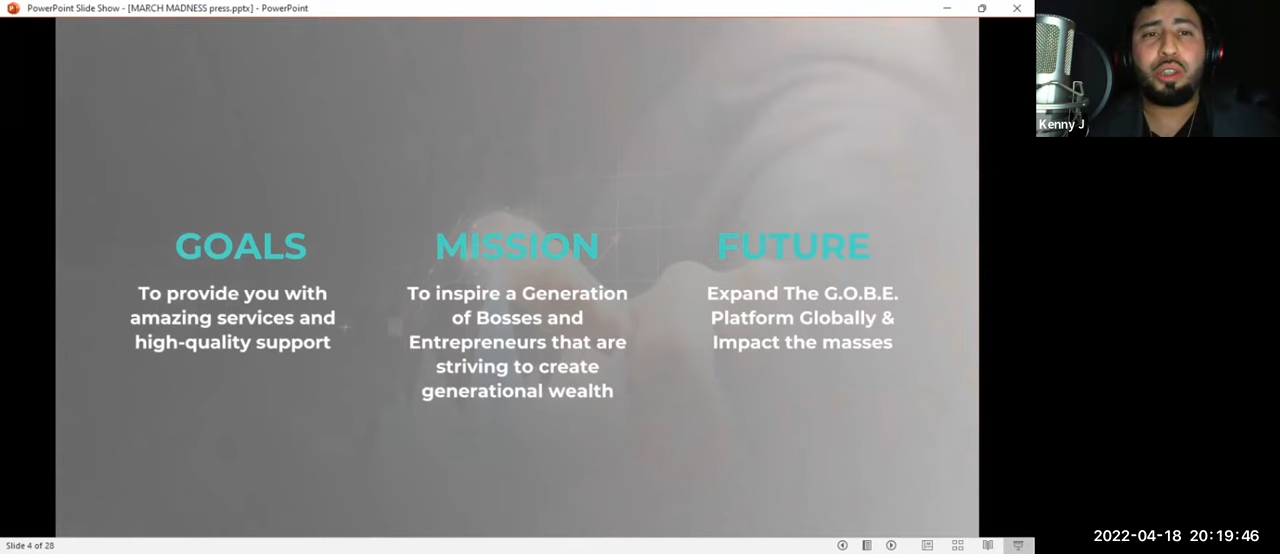 PowerPoint Slide Show - [MARCH MADNESS press.pptx] - PowerPoint
Kenny J
GOALS
To provide you with
amazing services and
high-quality support
MISSION
To inspire a Generation
of Bosses and
Entrepreneurs that are
striving to create
generational wealth
FUTURE
Expand The G.O.B.E.
Platform Globally &
Impact the masses
2022-04-18 20:19:46
Slide 4 of 28